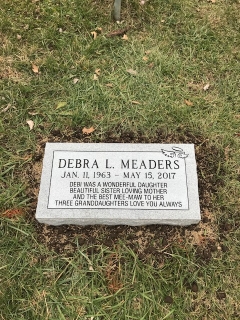 DEBRA L. MEADERS
JAN. 11, 1963 – MAY 15, 2017
DEBI WAS A WONDERFUL DAUGHTER
BEAUTIFUL SISTER LOVING MOTHER
AND THE BEST MEE-MAW TO HER
THREE GRANDDAUGHTERS LOVE YOU ALWAYS